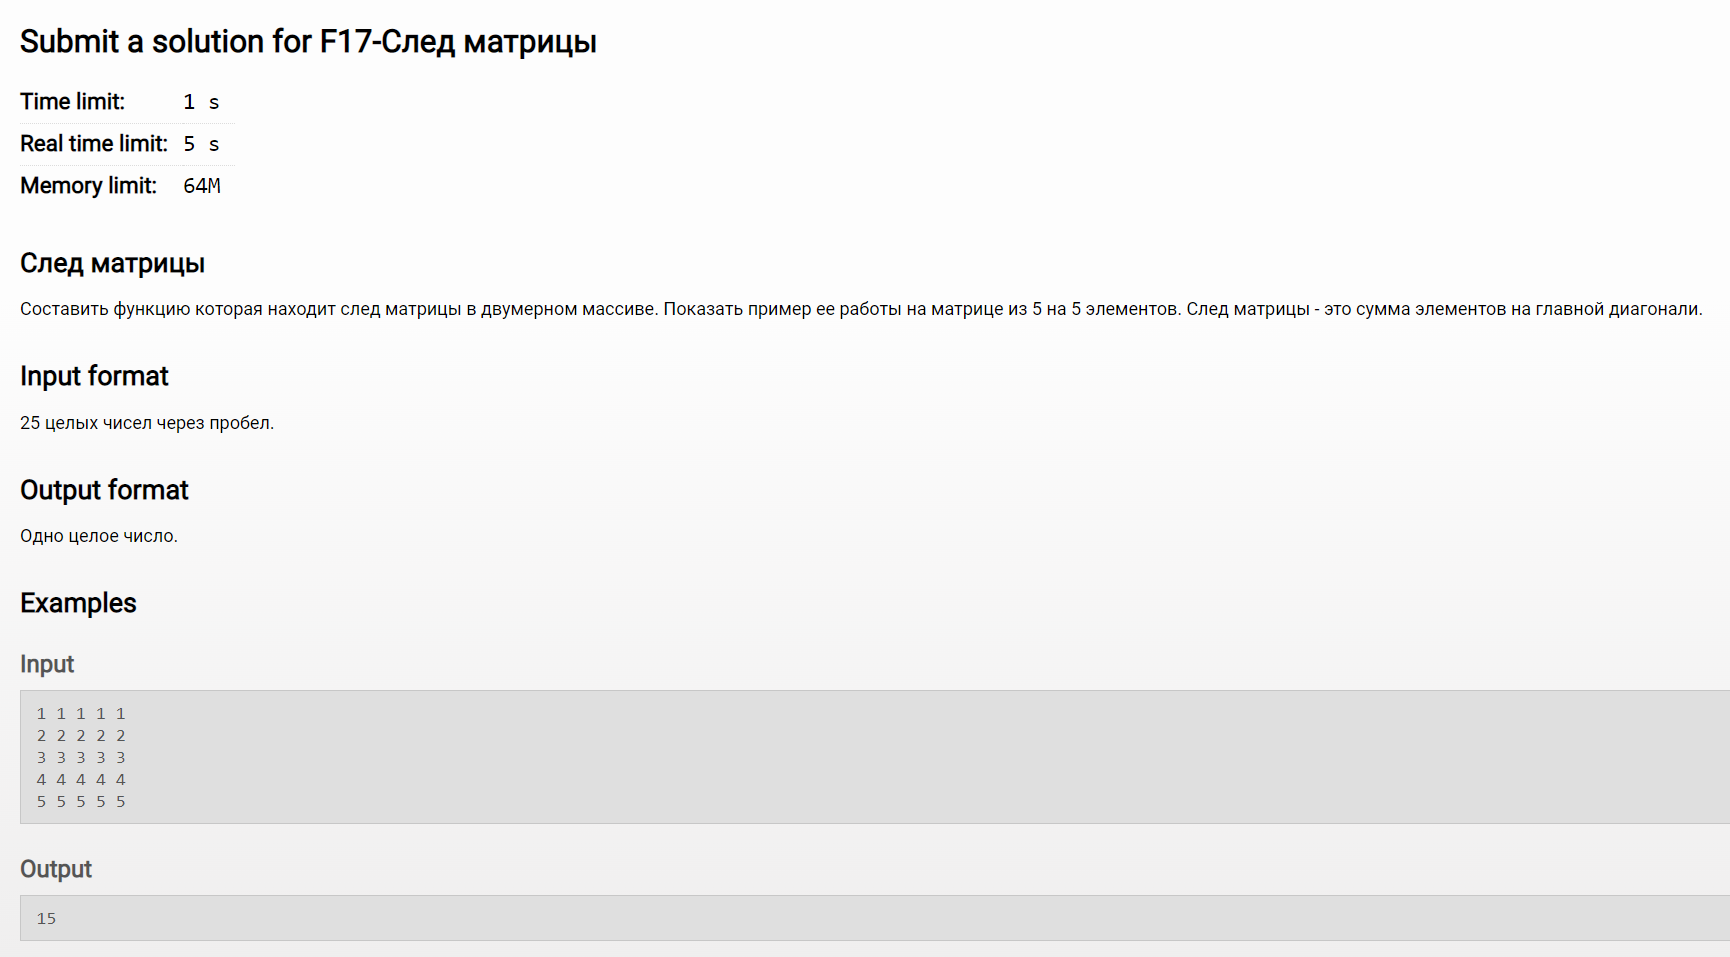 Submit a solution for F17-След матрицы
Time limit: 1 s
Real time limit: 5 s
Memory limit: 64M
След матрицы
Составить функцию которая находит след матрицы в двумерном массиве. Показать пример ее работы на матрице из 5 на 5 элементов. След матрицы - это сумма элементов на главной диагонали.
Input format
25 целых чисел через пробел.
Output format
Одно целое число.
Examples
Input
1 1 1 1 1
2 2 2 2 2
3 3 3 3 3
4 4 4 4 4
5 5 5 5 5
Output
15